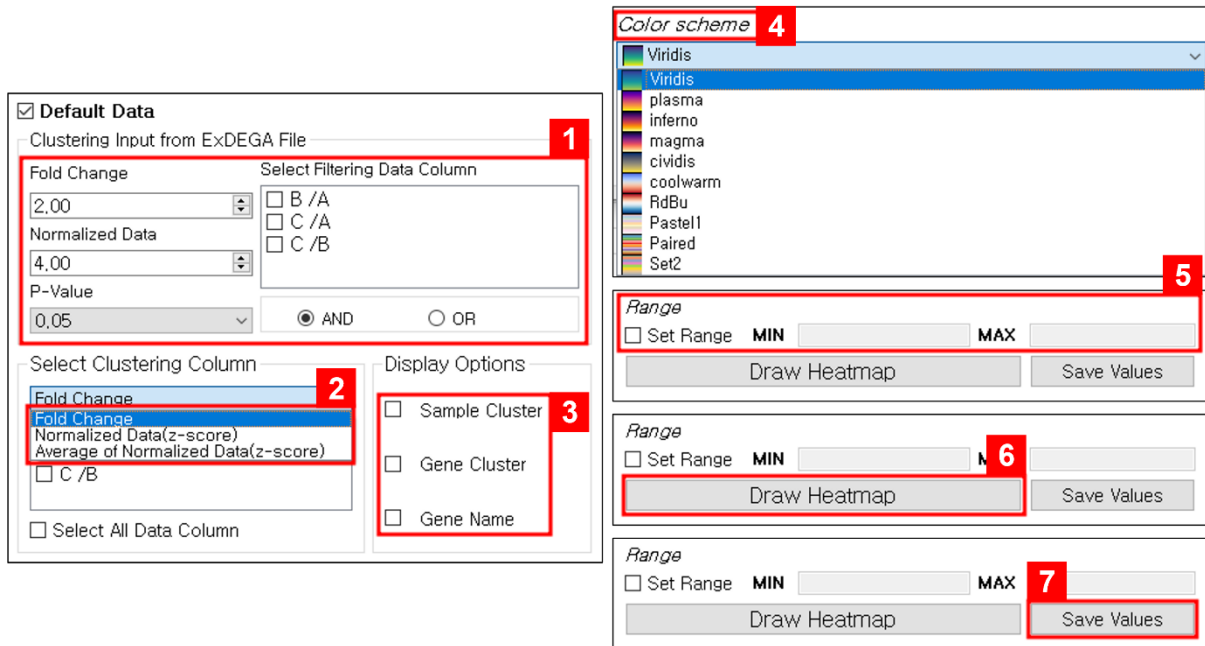 Default Data
Clustering Input from ExDEGA File
1
Fold Change
Select Filtering Data Column
2,00
B /A
C /A
C /B
Normalized Data
4,00
P-Value
0,05
AND
OR
Select Clustering Column
2
Fold Change
Fold Change
Normalized Data(z-score)
Average of Normalized Data(z-score)
C /B
Select All Data Column
Display Options
3
Sample Cluster
Gene Cluster
Gene Name
Color scheme
4
Viridis
Viridis
plasma
inferno
magma
cividis
coolwarm
RdBu
Pastel1
Paired
Set2
5
Range
Set Range MIN MAX
Draw Heatmap Save Values
Range
6
Set Range MIN M
Draw Heatmap Save Values
Range
7
Set Range MIN MAX
Draw Heatmap Save Values